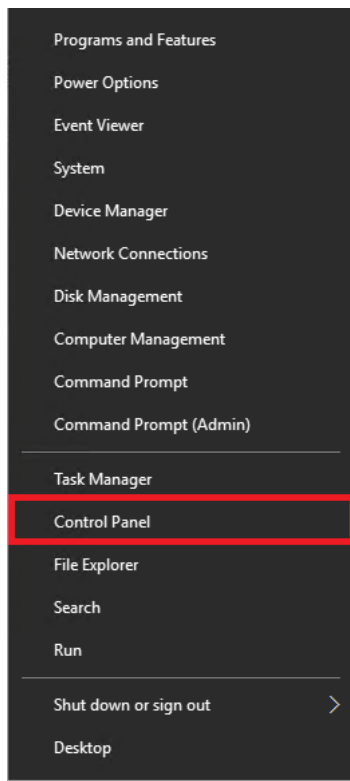 Programs and Features
Power Options
Event Viewer
System
Device Manager
Network Connections
Disk Management
Computer Management
Command Prompt
Command Prompt (Admin)
Task Manager
Control Panel
File Explorer
Search
Run
Shut down or sign out
Desktop